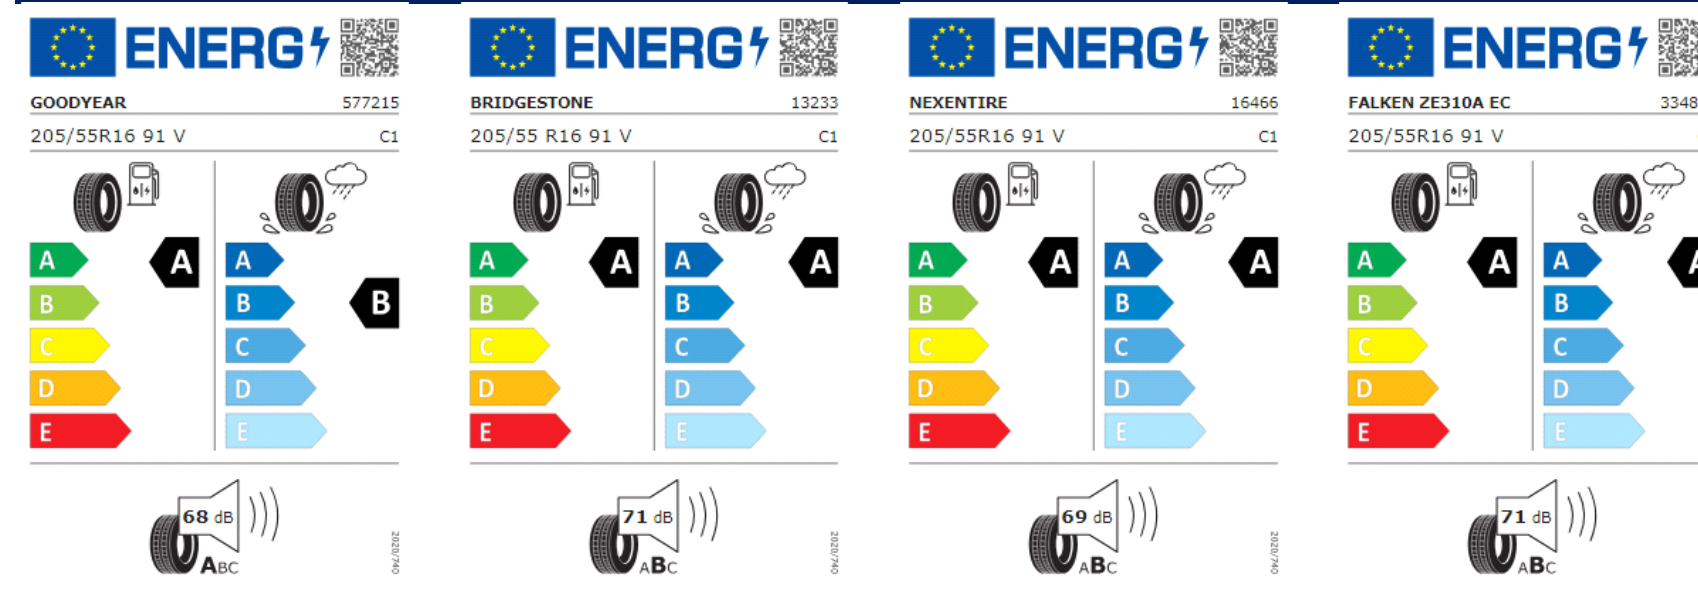 ENERG
GOODYEAR 577215
205/55R16 91 V C1
A A
A
B B
B
C C
D D
E E
68 dB
ABC
2020/740
ENERG
BRIDGESTONE 13233
205/55 R16 91 V C1
A A A A
B B
C C
D D
E E
71 dB
ABC
2020/740
ENERG
NEXENTIRE 16466
205/55R16 91 V C1
A A A A
B B
C C
D D
E E
69 dB
ABC
2020/740
ENERG
FALKEN ZE310A EC 3348
205/55R16 91 V
A A A
B B
C C
D D
E E
71 dB
ABC